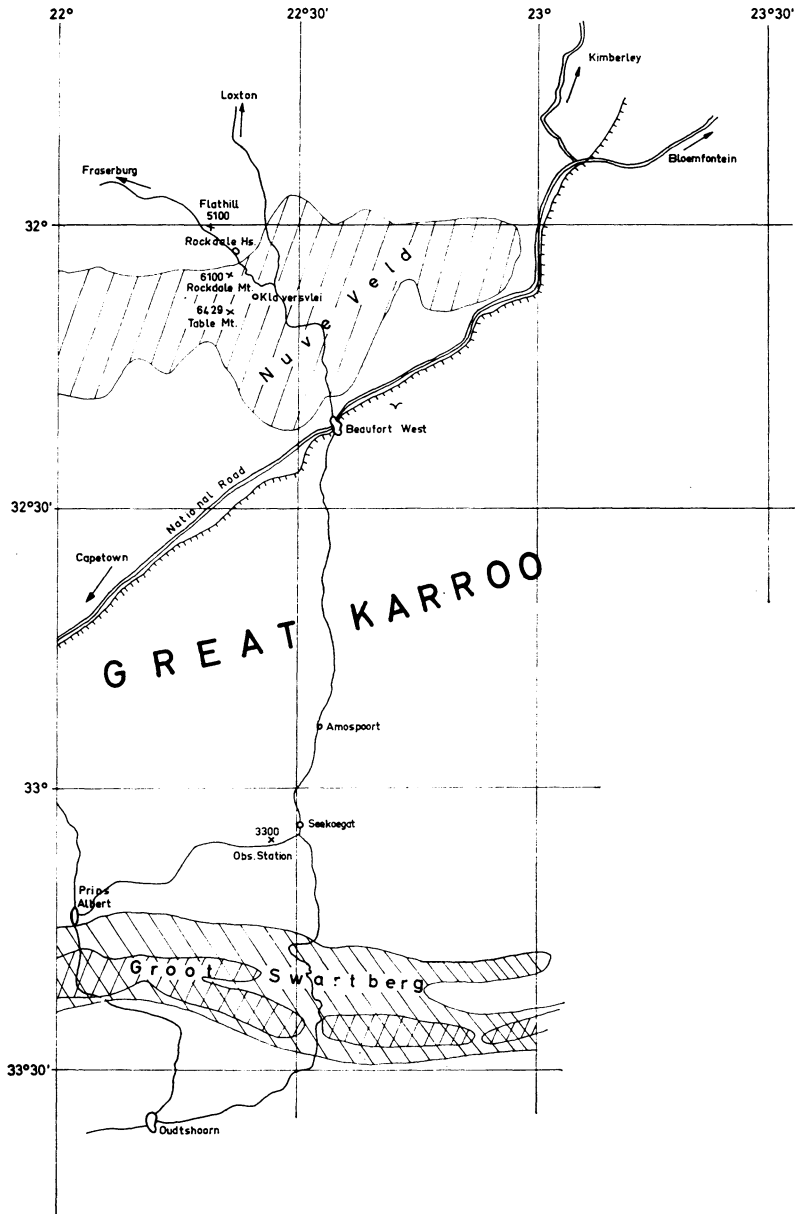 22° 22°30' 23° 23°30'
Kimberley
Loxton
Bloemfontein
Fraserburg
Flathill
5100
32°
Rockdale Hs.
6100
Rockdale Mt.
Klaversvlei
6429
Table Mt.
Nuve Veld
Beaufort West
National Road
32°30'
Capetown
GREAT KARROO
Amospoort
33°
Seekoegat
3300
Obs. Station
Prins
Albert
Groot Swartberg
33°30'
Oudtshoorn